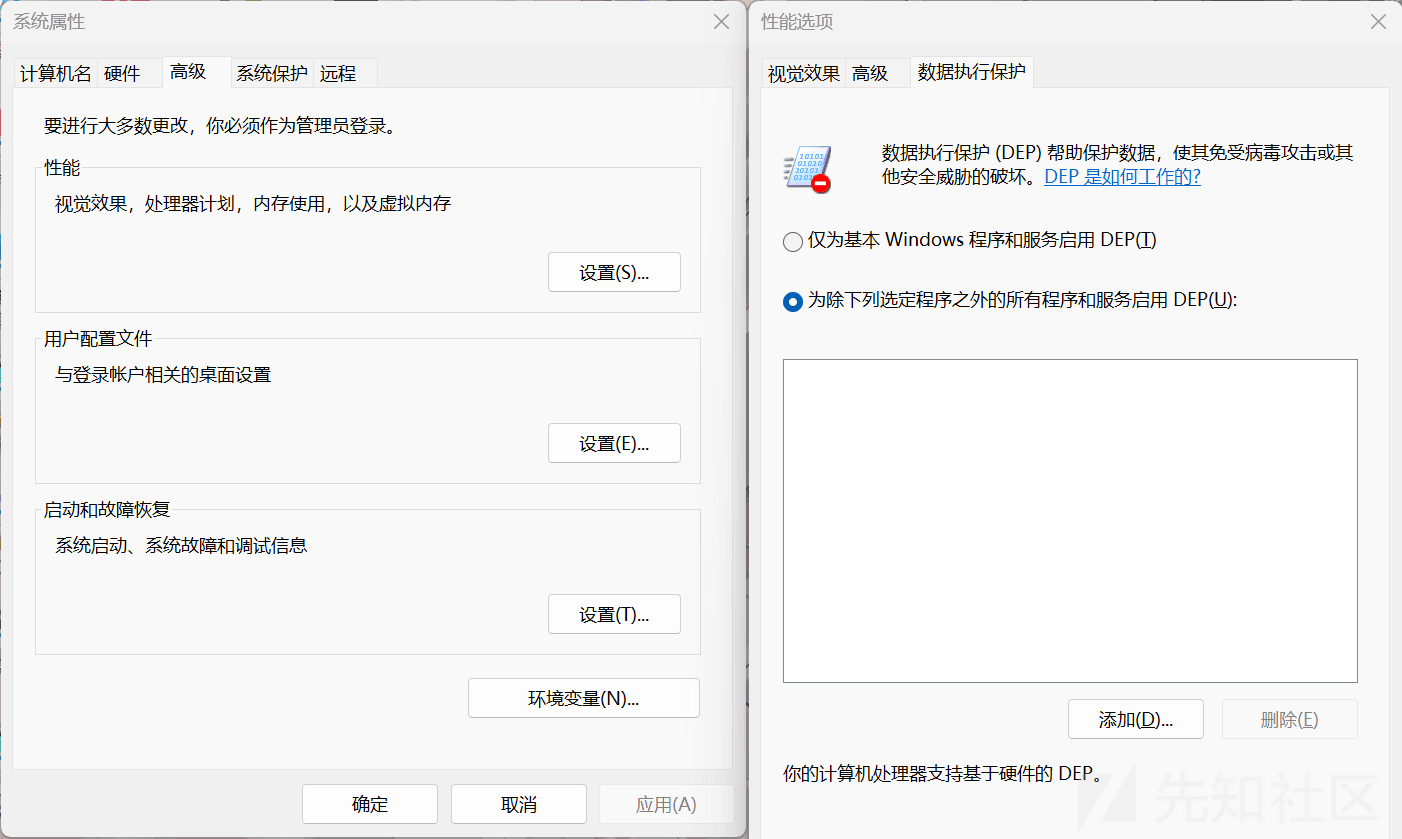 系统属性
计算机名
硬件
高级
系统保护
远程
要进行大多数更改，你必须作为管理员登录。
性能
视觉效果，处理器计划，内存使用，以及虚拟内存
设置(S)...
用户配置文件
与登录帐户相关的桌面设置
设置(E)...
启动和故障恢复
系统启动、系统故障和调试信息
设置(T)...
环境变量(N)...
确定
取消
应用(A)
性能选项
视觉效果
高级
数据执行保护
数据执行保护 (DEP) 帮助保护数据，使其免受病毒攻击或其
他安全威胁的破坏。DEP 是如何工作的?
仅为基本 Windows 程序和服务启用 DEP(T)
为除下列选定程序之外的所有程序和服务启用 DEP(U):
添加(D)...
删除(E)
你的计算机处理器支持基于硬件的 DEP。
先知社区